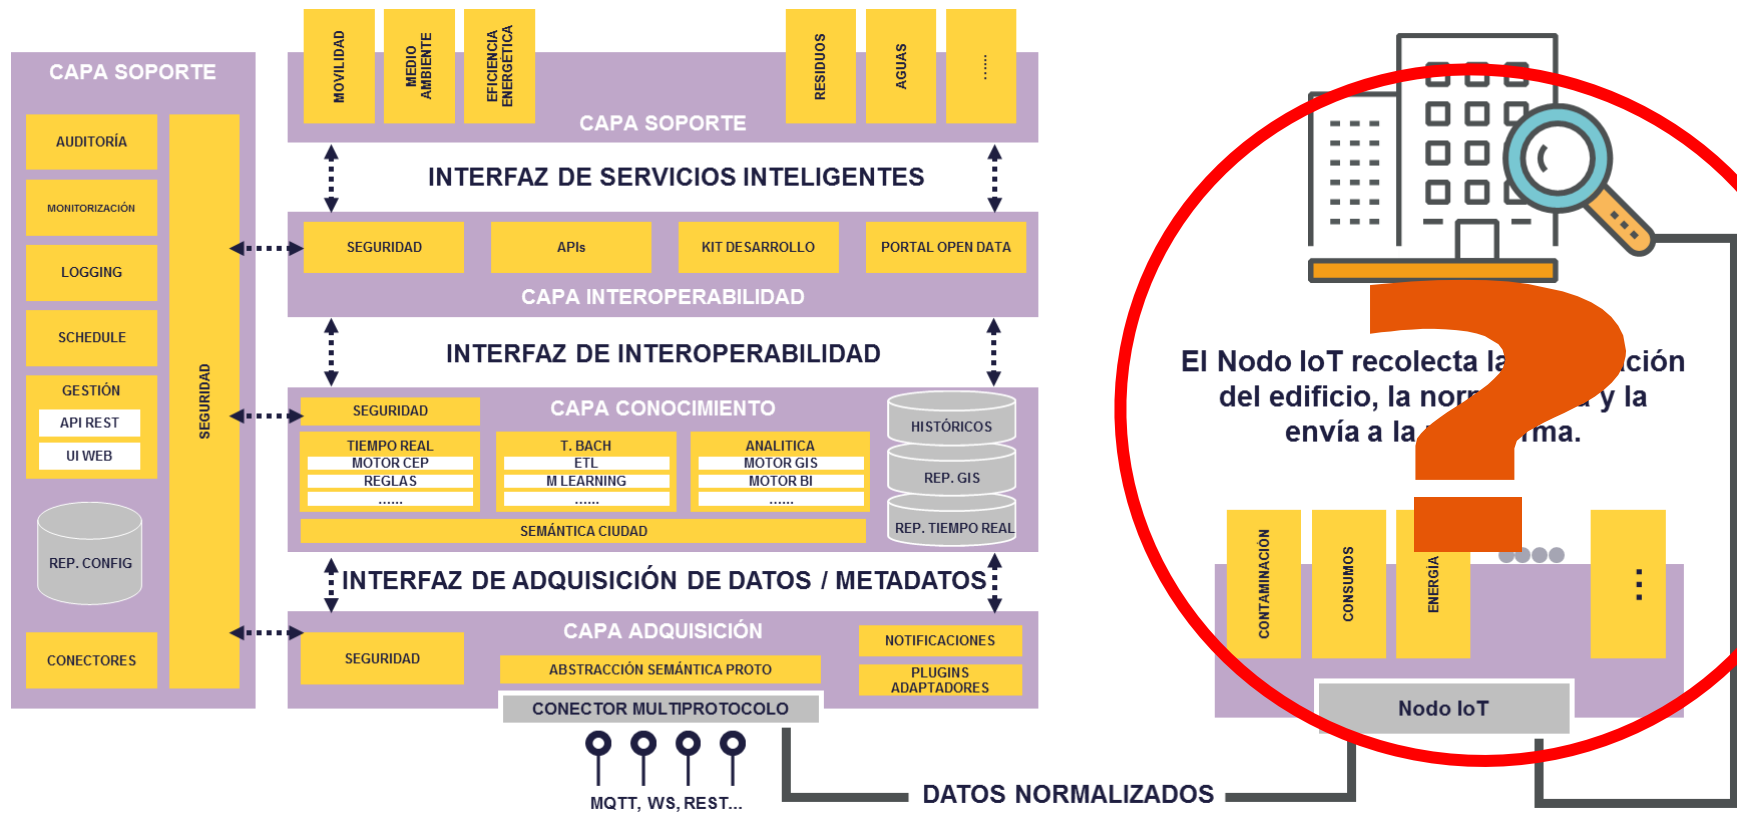 CAPA SOPORTE
AUDITORÍA
MONITORIZACIÓN
LOGGING
SCHEDULE
GESTIÓN
API REST
UI WEB
REP. CONFIG
CONECTORES
SEGURIDAD
MOVILIDAD
MEDIO
AMBIENTE
EFICIENCIA
ENERGÉTICA
RESIDUOS
AGUAS
......
CAPA SOPORTE
INTERFAZ DE SERVICIOS INTELIGENTES
SEGURIDAD
APIs
KIT DESARROLLO
PORTAL OPEN DATA
CAPA INTEROPERABILIDAD
INTERFAZ DE INTEROPERABILIDAD
SEGURIDAD
CAPA CONOCIMIENTO
TIEMPO REAL
MOTOR CEP
REGLAS
......
T. BACH
ETL
M LEARNING
......
ANALITICA
MOTOR GIS
MOTOR BI
......
HISTÓRICOS
REP. GIS
REP. TIEMPO REAL
SEMÁNTICA CIUDAD
INTERFAZ DE ADQUISICIÓN DE DATOS / METADATOS
CAPA ADQUISICIÓN
SEGURIDAD
ABSTRACCIÓN SEMÁNTICA PROTO
NOTIFICACIONES
PLUGINS
ADAPTADORES
CONECTOR MULTIPROTOCOLO
MQTT, WS, REST...
DATOS NORMALIZADOS
?
El Nodo IoT recolecta la
del edificio, la y la
envía a la
CONTAMINACIÓN
CONSUMOS
ENERGÍA
...
Nodo IoT